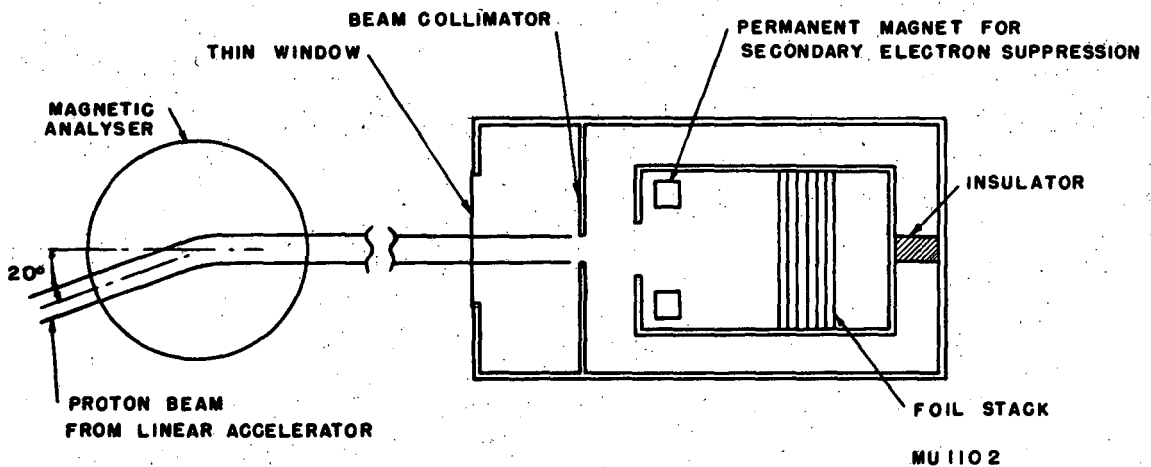 BEAM COLLIMATOR
THIN WINDOW
PERMANENT MAGNET FOR
SECONDARY ELECTRON SUPPRESSION
MAGNETIC
ANALYSER
INSULATOR
20°
PROTON BEAM
FROM LINEAR ACCELERATOR
FOIL STACK
MU 1102